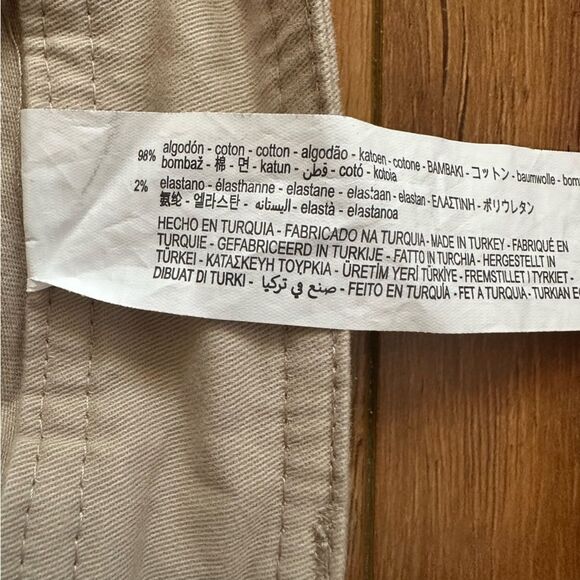 98% algodón - coton - cotton - algodão - katoen - cotone - ΒΑΜΒΑΚΙ - コットン - baumwolle - bom
bombaž - 棉 - 면 - katun - قطن - cotó - kotoia
2% elastano - élasthanne - elastane - elastaan - elastan - ΕΛΑΣΤΙΝΗ - ポリウレタン
氨纶 - 엘라스탄 - اليستانه - elastà - elastanoa
HECHO EN TURQUIA - FABRICADO NA TURQUIA - MADE IN TURKEY - FABRIQUÉ EN
TURQUIE - GEFABRICEERD IN TURKIJE - FATTO IN TURCHIA - HERGESTELLT IN
TÜRKEI - ΚΑΤΑΣΚΕΥΗ ΤΟΥΡΚΙΑ - ÜRETİM YERİ TÜRKİYE - FREMSTILLET I TYRKIET -
DIBUAT DI TURKI - صنع في تركيا - FEITO EN TURQUÍA - FET A TURQUIA - TURKIAN E